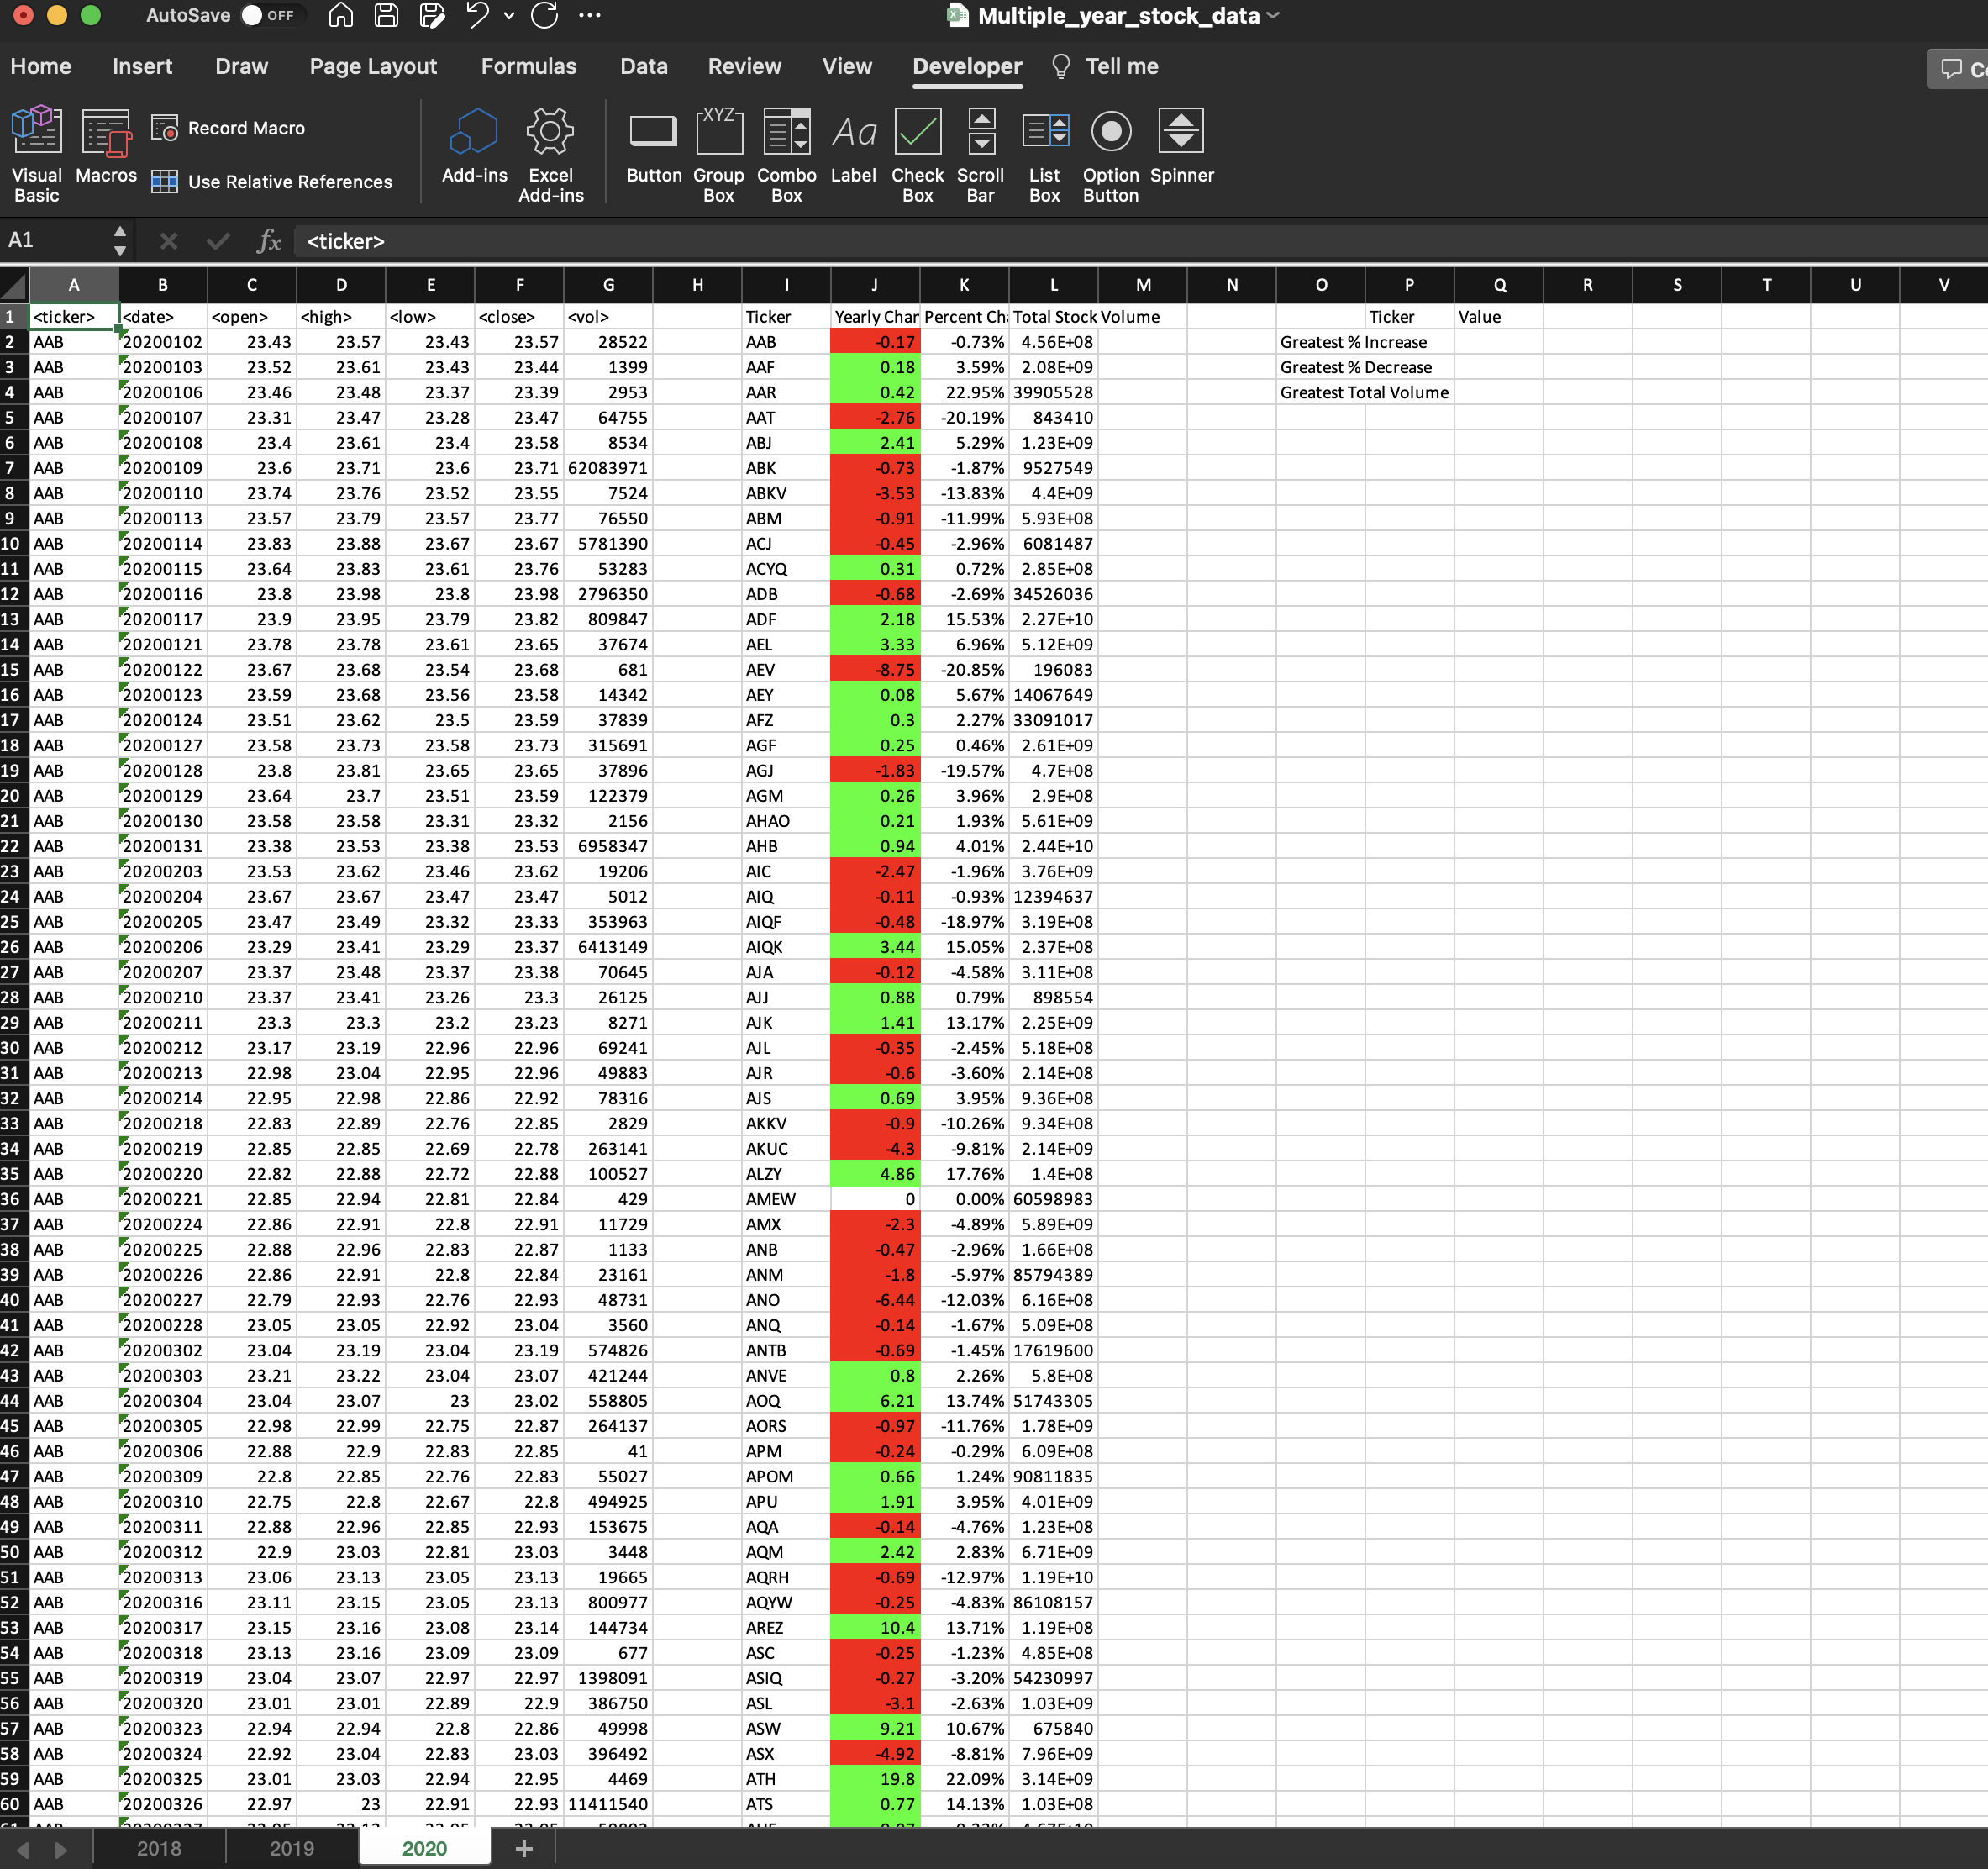 AutoSave OFF Multiple_year_stock_data
Home Insert Draw Page Layout Formulas Data Review View Developer Tell me
Visual Basic Macros Record Macro Use Relative References Add-ins Excel Add-ins Button Group Box Combo Box Label Check Box Scroll Bar List Box Option Button Spinner
XYZ Aa
A1 fx <ticker>
A B C D E F G H I J K L M N O P Q R S T U V
1 <ticker> <date> <open> <high> <low> <close> <vol> Ticker Yearly Char Percent Ch Total Stock Volume Ticker Value
2 AAB 20200102 23.43 23.57 23.43 23.57 28522 AAB -0.17 -0.73% 4.56E+08 Greatest % Increase
3 AAB 20200103 23.52 23.61 23.43 23.44 1399 AAF 0.18 3.59% 2.08E+09 Greatest % Decrease
4 AAB 20200106 23.46 23.48 23.37 23.39 2953 AAR 0.42 22.95% 39905528 Greatest Total Volume
5 AAB 20200107 23.31 23.47 23.28 23.47 64755 AAT -2.76 -20.19% 843410
6 AAB 20200108 23.4 23.61 23.4 23.58 8534 ABJ 2.41 5.29% 1.23E+09
7 AAB 20200109 23.6 23.71 23.6 23.71 62083971 ABK -0.73 -1.87% 9527549
8 AAB 20200110 23.74 23.76 23.52 23.55 7524 ABKV -3.53 -13.83% 4.4E+09
9 AAB 20200113 23.57 23.79 23.57 23.77 76550 ABM -0.91 -11.99% 5.93E+08
10 AAB 20200114 23.83 23.88 23.67 23.67 5781390 ACJ -0.45 -2.96% 6081487
11 AAB 20200115 23.64 23.83 23.61 23.76 53283 ACYQ 0.31 0.72% 2.85E+08
12 AAB 20200116 23.8 23.98 23.8 23.98 2796350 ADB -0.68 -2.69% 34526036
13 AAB 20200117 23.9 23.95 23.79 23.82 809847 ADF 2.18 15.53% 2.27E+10
14 AAB 20200121 23.78 23.78 23.61 23.65 37674 AEL 3.33 6.96% 5.12E+09
15 AAB 20200122 23.67 23.68 23.54 23.68 681 AEV -8.75 -20.85% 196083
16 AAB 20200123 23.59 23.68 23.56 23.58 14342 AEY 0.08 5.67% 14067649
17 AAB 20200124 23.51 23.62 23.5 23.59 37839 AFZ 0.3 2.27% 33091017
18 AAB 20200127 23.58 23.73 23.58 23.73 315691 AGF 0.25 0.46% 2.61E+09
19 AAB 20200128 23.8 23.81 23.65 23.65 37896 AGJ -1.83 -19.57% 4.7E+08
20 AAB 20200129 23.64 23.7 23.51 23.59 122379 AGM 0.26 3.96% 2.9E+08
21 AAB 20200130 23.58 23.58 23.31 23.32 2156 AHAO 0.21 1.93% 5.61E+09
22 AAB 20200131 23.38 23.53 23.38 23.53 6958347 AHB 0.94 4.01% 2.44E+10
23 AAB 20200203 23.53 23.62 23.46 23.62 19206 AIC -2.47 -1.96% 3.76E+09
24 AAB 20200204 23.67 23.67 23.47 23.47 5012 AIQ -0.11 -0.93% 12394637
25 AAB 20200205 23.47 23.49 23.32 23.33 353963 AIQF -0.48 -18.97% 3.19E+08
26 AAB 20200206 23.29 23.41 23.29 23.37 6413149 AIQK 3.44 15.05% 2.37E+08
27 AAB 20200207 23.37 23.48 23.37 23.38 70645 AJA -0.12 -4.58% 3.11E+08
28 AAB 20200210 23.37 23.41 23.26 23.3 26125 AJJ 0.88 0.79% 898554
29 AAB 20200211 23.3 23.3 23.2 23.23 8271 AJK 1.41 13.17% 2.25E+09
30 AAB 20200212 23.17 23.19 22.96 22.96 69241 AJL -0.35 -2.45% 5.18E+08
31 AAB 20200213 22.98 23.04 22.95 22.96 49883 AJR -0.6 -3.60% 2.14E+08
32 AAB 20200214 22.95 22.98 22.86 22.92 78316 AJS 0.69 3.95% 9.36E+08
33 AAB 20200218 22.83 22.89 22.76 22.85 2829 AKKV -0.9 -10.26% 9.34E+08
34 AAB 20200219 22.85 22.85 22.69 22.78 263141 AKUC -4.3 -9.81% 2.14E+09
35 AAB 20200220 22.82 22.88 22.72 22.88 100527 ALZY 4.86 17.76% 1.4E+08
36 AAB 20200221 22.85 22.94 22.81 22.84 429 AMEW 0 0.00% 60598983
37 AAB 20200224 22.86 22.91 22.8 22.91 11729 AMX -2.3 -4.89% 5.89E+09
38 AAB 20200225 22.88 22.96 22.83 22.87 1133 ANB -0.47 -2.96% 1.66E+08
39 AAB 20200226 22.86 22.91 22.8 22.84 23161 ANM -1.8 -5.97% 85794389
40 AAB 20200227 22.79 22.93 22.76 22.93 48731 ANO -6.44 -12.03% 6.16E+08
41 AAB 20200228 23.05 23.05 22.92 23.04 3560 ANQ -0.14 -1.67% 5.09E+08
42 AAB 20200302 23.04 23.19 23.04 23.19 574826 ANTB -0.69 -1.45% 17619600
43 AAB 20200303 23.21 23.22 23.04 23.07 421244 ANVE 0.8 2.26% 5.8E+08
44 AAB 20200304 23.04 23.07 23 23.02 558805 AOQ 6.21 13.74% 51743305
45 AAB 20200305 22.98 22.99 22.75 22.87 264137 AORS -0.97 -11.76% 1.78E+09
46 AAB 20200306 22.88 22.9 22.83 22.85 41 APM -0.24 -0.29% 6.09E+08
47 AAB 20200309 22.8 22.85 22.76 22.83 55027 APOM 0.66 1.24% 90811835
48 AAB 20200310 22.75 22.8 22.67 22.8 494925 APU 1.91 3.95% 4.01E+09
49 AAB 20200311 22.88 22.96 22.85 22.93 153675 AQA -0.14 -4.76% 1.23E+08
50 AAB 20200312 22.9 23.03 22.81 23.03 3448 AQM 2.42 2.83% 6.71E+09
51 AAB 20200313 23.06 23.13 23.05 23.13 19665 AQRH -0.69 -12.97% 1.19E+10
52 AAB 20200316 23.11 23.15 23.05 23.13 800977 AQYW -0.25 -4.83% 86108157
53 AAB 20200317 23.15 23.16 23.08 23.14 144734 AREZ 10.4 13.71% 1.19E+08
54 AAB 20200318 23.13 23.16 23.09 23.09 677 ASC -0.25 -1.23% 4.85E+08
55 AAB 20200319 23.04 23.07 22.97 22.97 1398091 ASIQ -0.27 -3.20% 54230997
56 AAB 20200320 23.01 23.01 22.89 22.9 386750 ASL -3.1 -2.63% 1.03E+09
57 AAB 20200323 22.94 22.94 22.8 22.86 49998 ASW 9.21 10.67% 675840
58 AAB 20200324 22.92 23.04 22.83 23.03 396492 ASX -4.92 -8.81% 7.96E+09
59 AAB 20200325 23.01 23.03 22.94 22.95 4469 ATH 19.8 22.09% 3.14E+09
60 AAB 20200326 22.97 23 22.91 22.93 11411540 ATS 0.77 14.13% 1.03E+08
2018 2019 2020 +